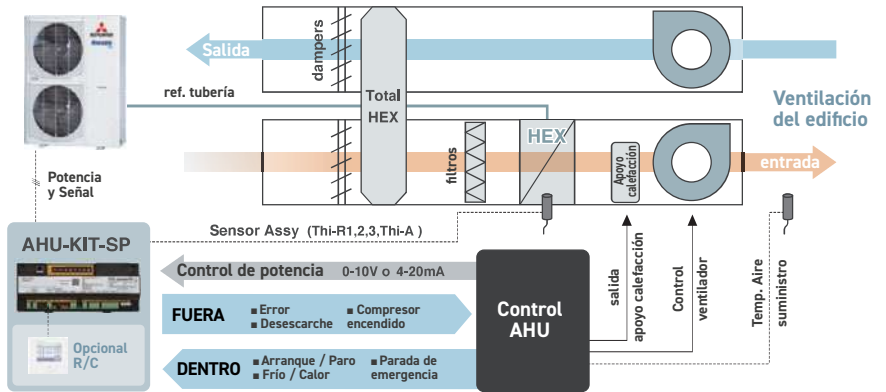 Salida
dampers
ref. tubería
Total
HEX
Ventilación
del edificio
HEX
filtros
Apoyo
calefacción
entrada
Potencia
y Señal
Sensor Assy (Thi-R1,2,3,Thi-A )
AHU-KIT-SP
Control de potencia 0-10V o 4-20mA
FUERA
■ Error
■ Desescarche
■ Compresor
encendido
DENTRO
■ Arranque / Paro
■ Frío / Calor
■ Parada de
emergencia
Opcional
R/C
Control
AHU
salida
apoyo calefacción
Control
ventilador
Temp. Aire
suministro